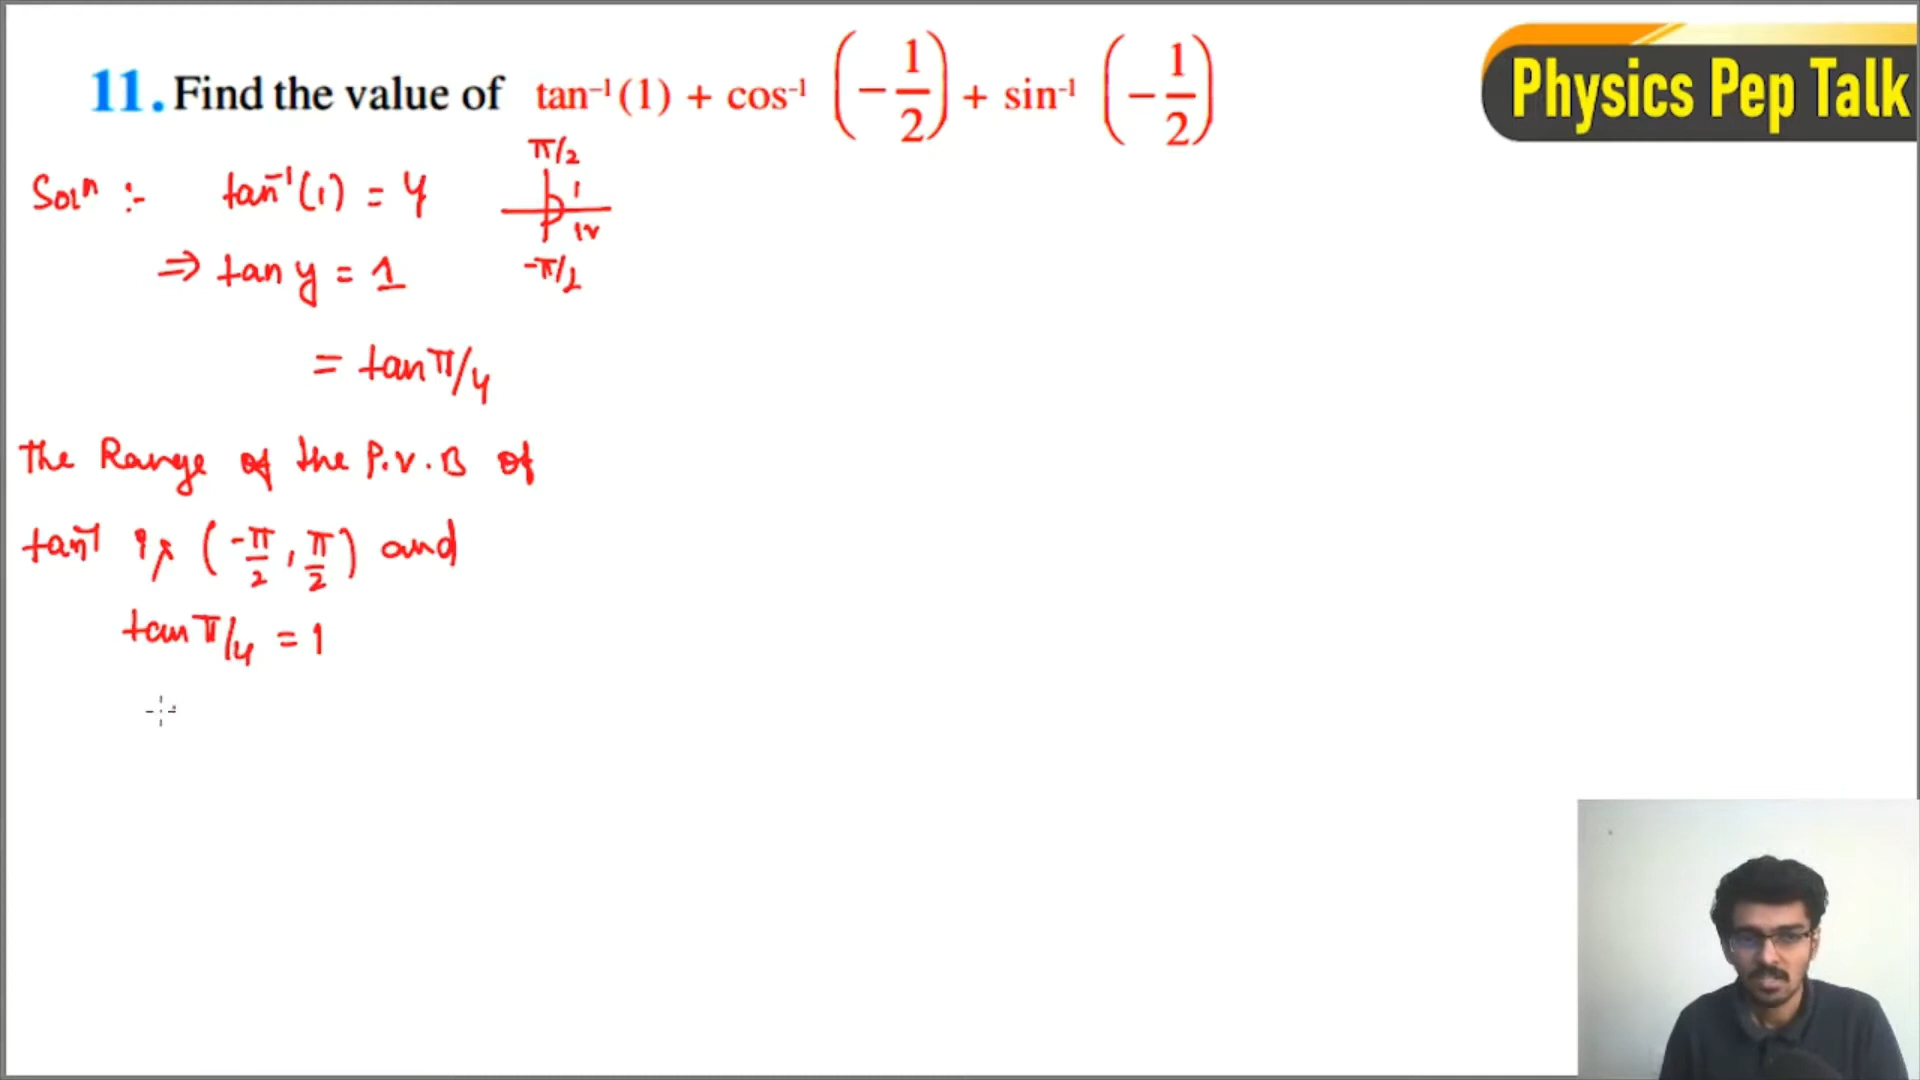 11. Find the value of tan⁻¹(1) + cos⁻¹ (−1/2) + sin⁻¹ (−1/2)
Physics Pep Talk
Solⁿ :- tan⁻¹(1) = y
π/2
1
IV
-π/2
⇒ tan y = 1
= tan π/4
The Range of the P.V.B of
tan⁻¹ is (-π/2, π/2) and
tan π/4 = 1